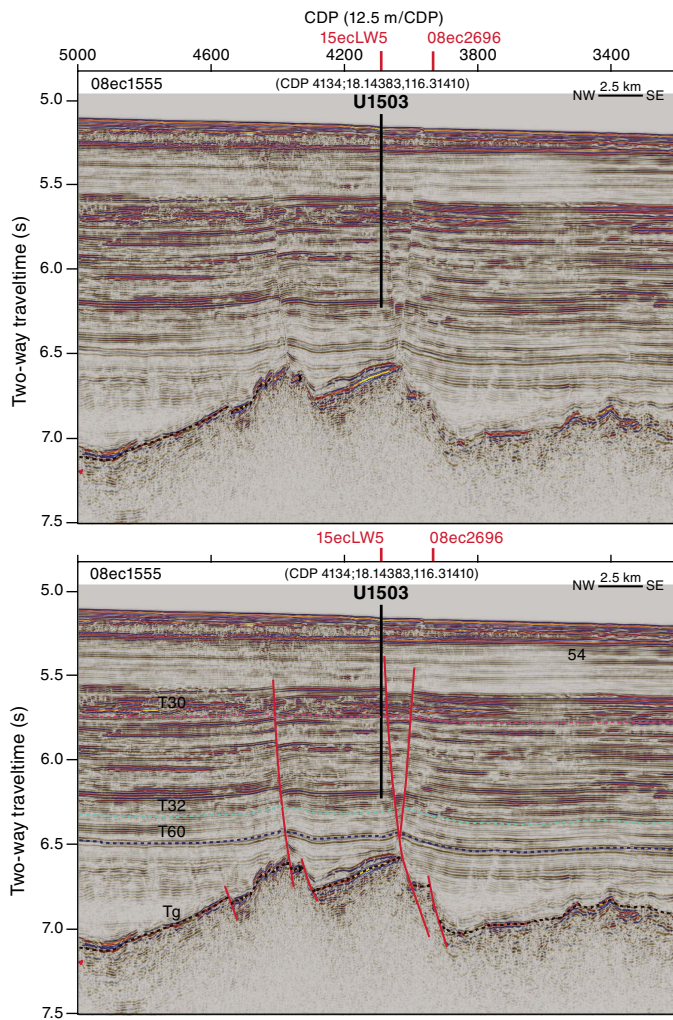 CDP (12.5 m/CDP)
15ecLW5 08ec2696
5000 4600 4200 3800 3400
08ec1555 (CDP 4134;18.14383,116.31410) 2.5 km
U1503 NW SE
5.0
5.5
6.0
6.5
7.0
7.5
Two-way traveltime (s)
15ecLW5 08ec2696
08ec1555 (CDP 4134;18.14383,116.31410) 2.5 km
U1503 NW SE
5.0
5.5
6.0
6.5
7.0
7.5
Two-way traveltime (s)
54
T30
T32
T60
Tg